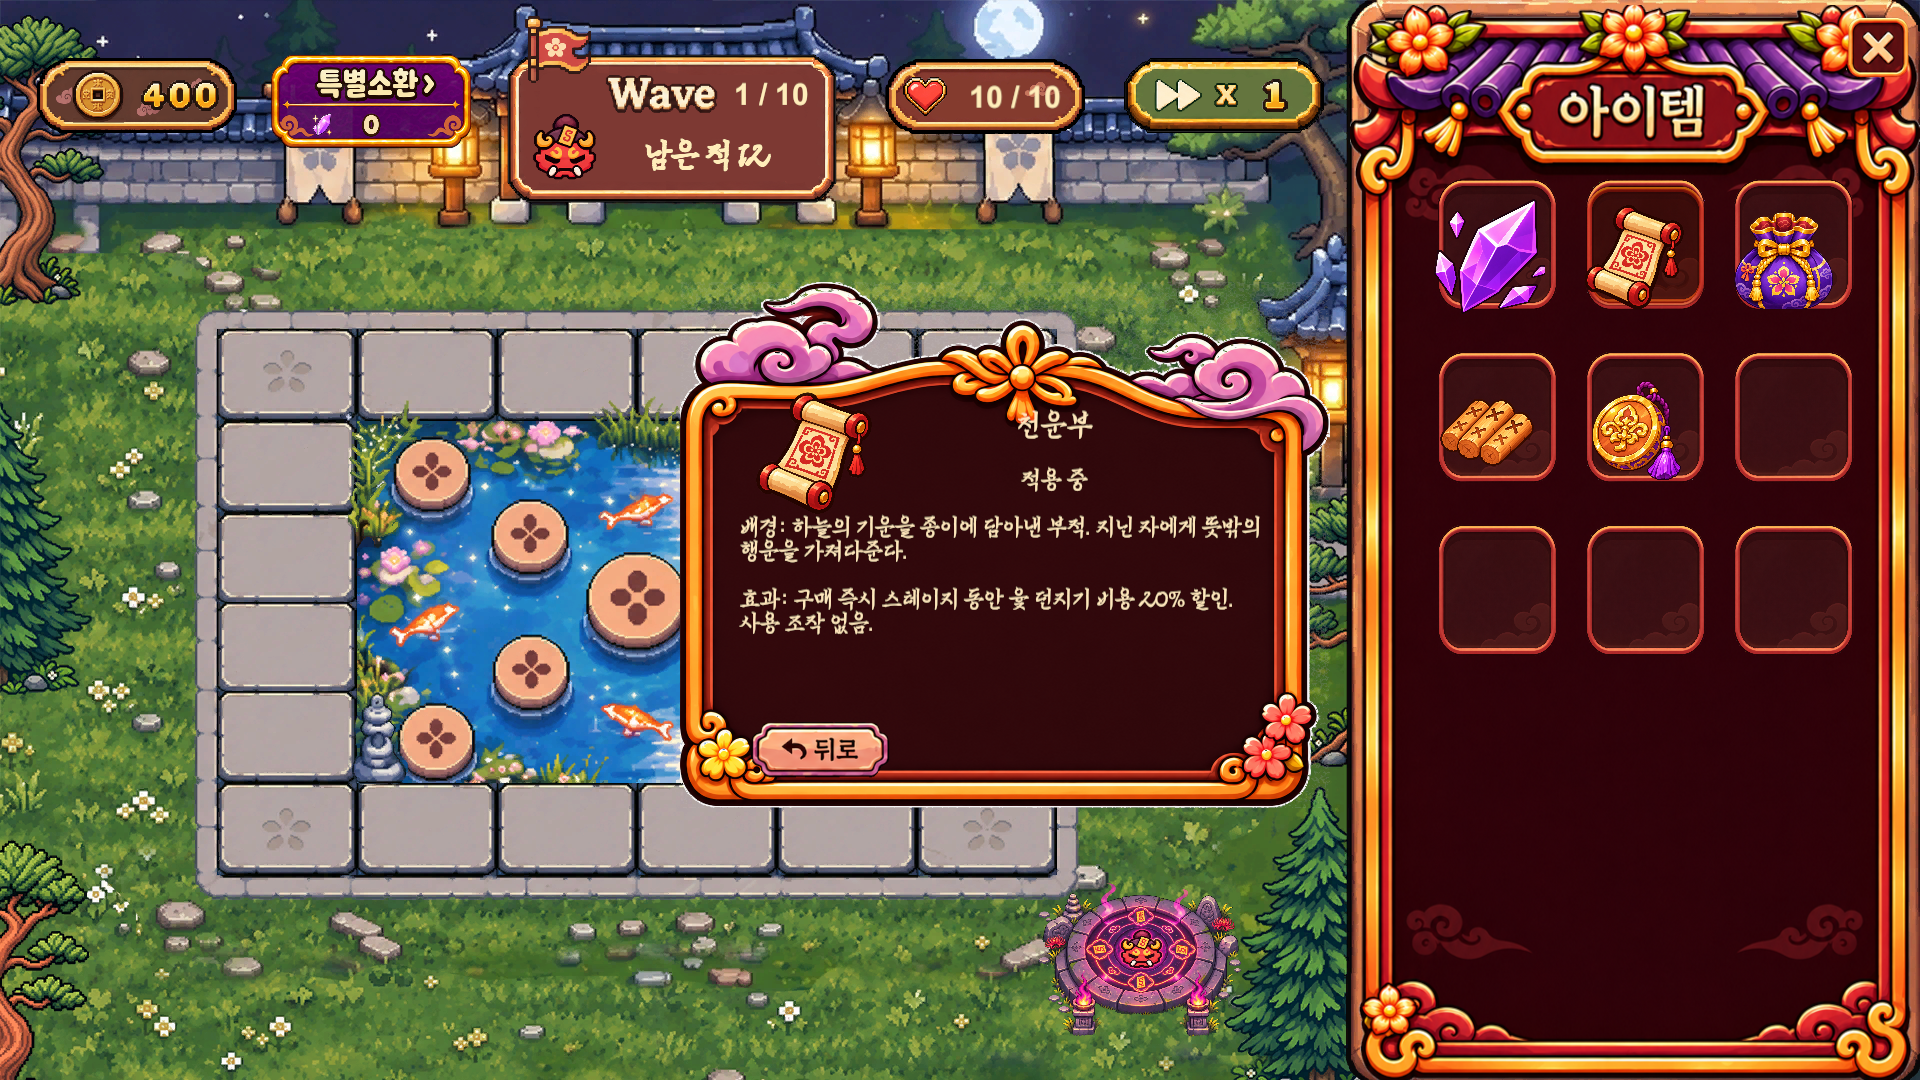 400
특별소환 ›
0
Wave 1 / 10
남은 적 12
10 / 10
x 1
아이템
천운부
적용 중
배경: 하늘의 기운을 종이에 담아낸 부적. 지닌 자에게 뜻밖의
행운을 가져다준다.
효과: 구매 즉시 스테이지 동안 윷 던지기 비용 20% 할인.
사용 조작 없음.
뒤로